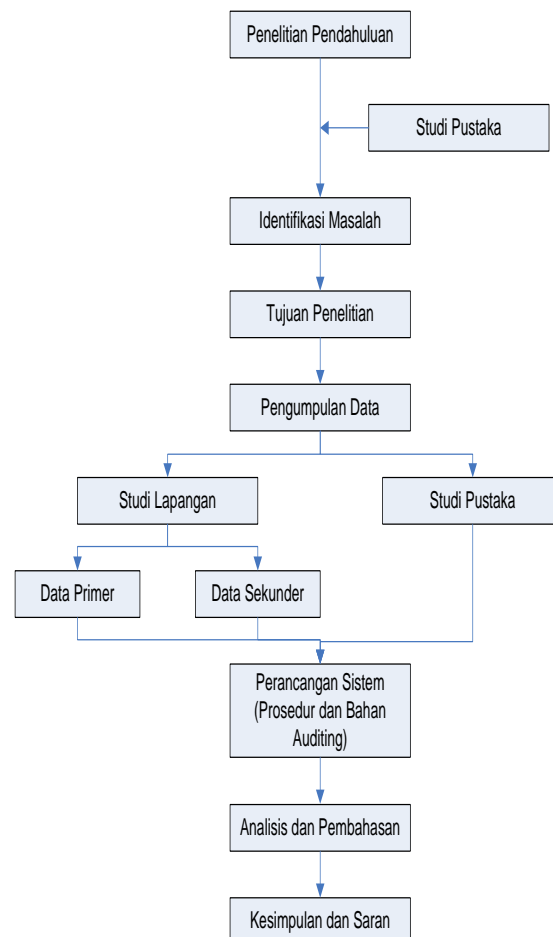 Penelitian Pendahuluan
Studi Pustaka
Identifikasi Masalah
Tujuan Penelitian
Pengumpulan Data
Studi Lapangan
Studi Pustaka
Data Primer
Data Sekunder
Perancangan Sistem
(Prosedur dan Bahan
Auditing)
Analisis dan Pembahasan
Kesimpulan dan Saran